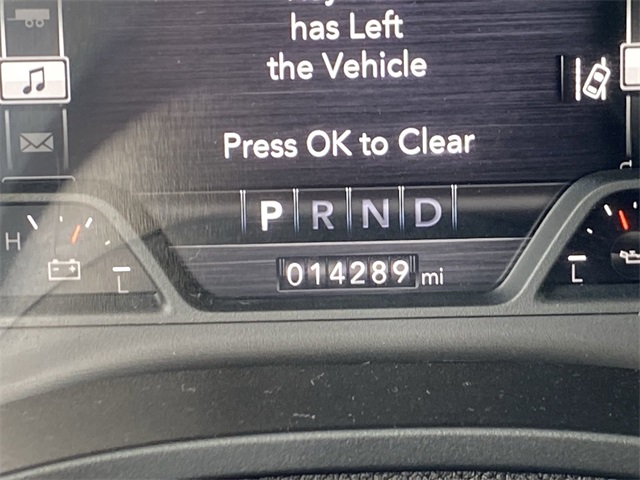 has Left
the Vehicle
Press OK to Clear
P R N D
H
L
014289 mi
L